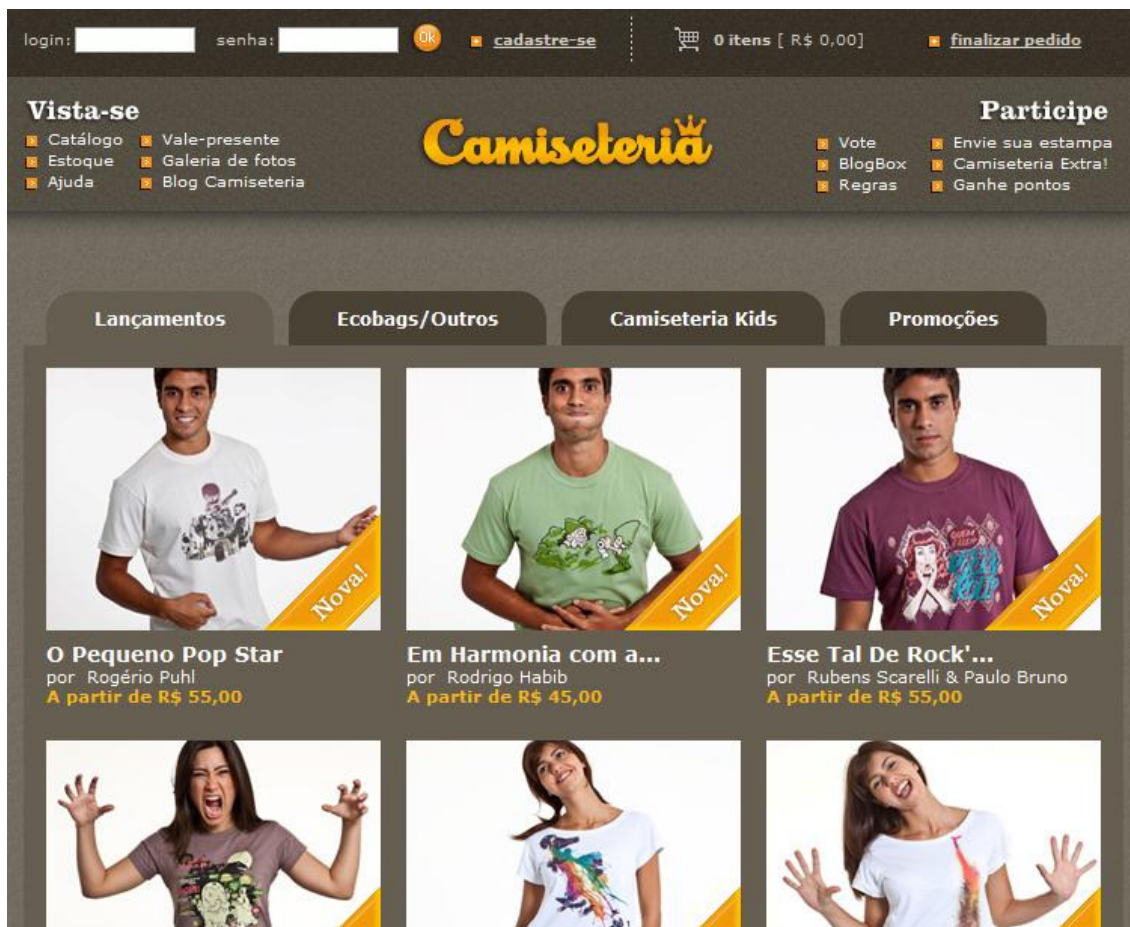 login: senha: Ok cadastre-se 0 itens [ R$ 0,00] finalizar pedido
Vista-se
Catálogo Vale-presente
Estoque Galeria de fotos
Ajuda Blog Camiseteria
Camiseteria
Participe
Vote Envie sua estampa
BlogBox Camiseteria Extra!
Regras Ganhe pontos
Lançamentos Ecobags/Outros Camiseteria Kids Promoções
Nova! Nova! Nova!
O Pequeno Pop Star
por Rogério Puhl
A partir de R$ 55,00
Em Harmonia com a...
por Rodrigo Habib
A partir de R$ 45,00
Esse Tal De Rock'...
por Rubens Scarelli & Paulo Bruno
A partir de R$ 55,00